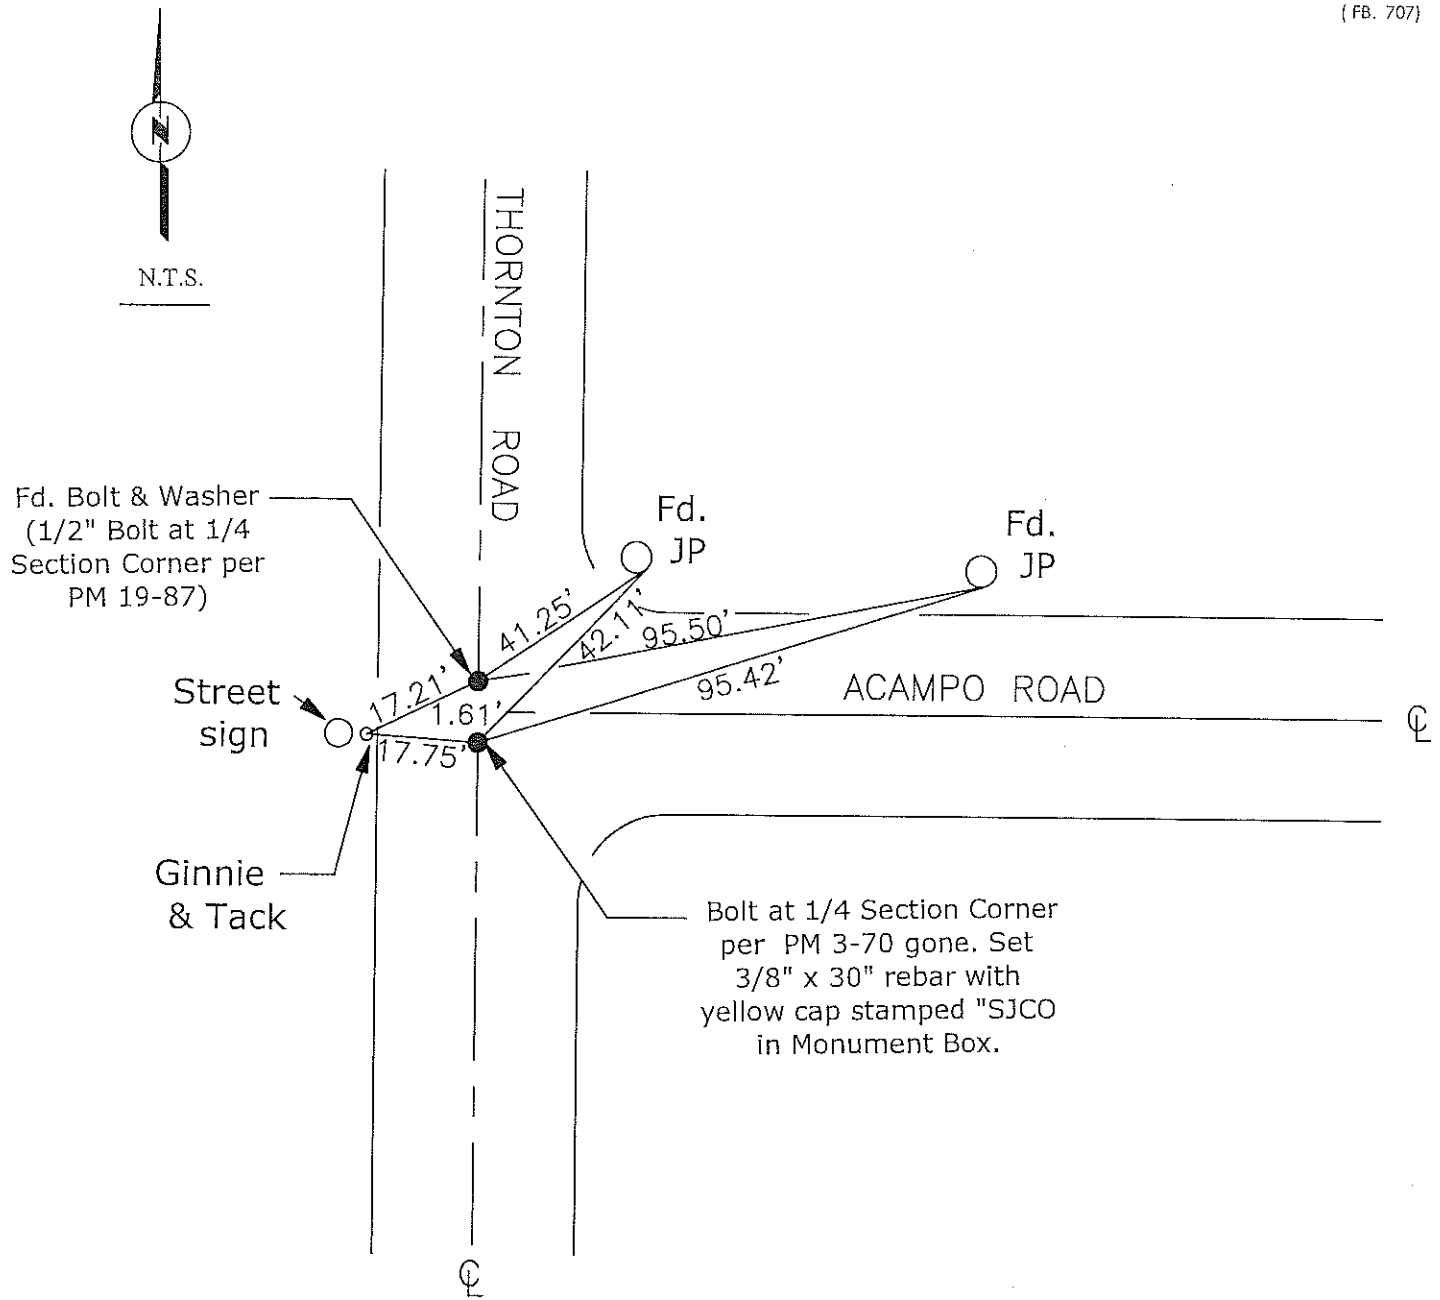 ( FB. 707)
N
N.T.S.
THORNTON ROAD
Fd. Bolt & Washer
(1/2" Bolt at 1/4
Section Corner per
PM 19-87)
Fd.
JP
Fd.
JP
41.25'
42.11'
95.50'
95.42'
17.21'
1.61'
17.75'
Street
sign
ACAMPO ROAD
℄
Ginnie
& Tack
Bolt at 1/4 Section Corner
per PM 3-70 gone. Set
3/8" x 30" rebar with
yellow cap stamped "SJCO
in Monument Box.
℄